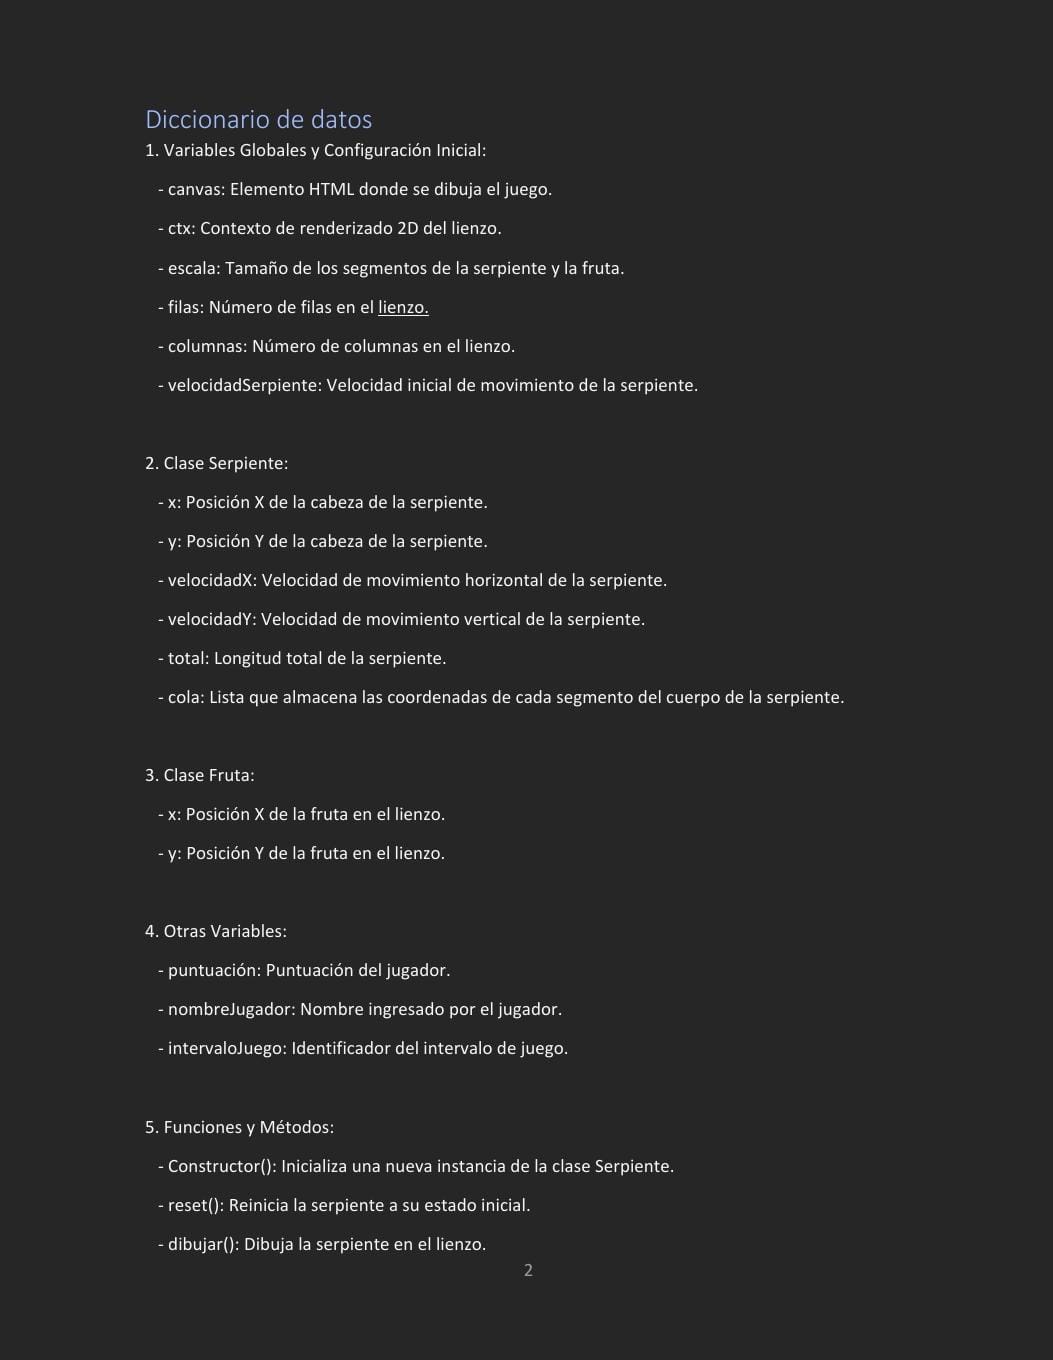 Diccionario de datos
1. Variables Globales y Configuración Inicial:
- canvas: Elemento HTML donde se dibuja el juego.
- ctx: Contexto de renderizado 2D del lienzo.
- escala: Tamaño de los segmentos de la serpiente y la fruta.
- filas: Número de filas en el lienzo.
- columnas: Número de columnas en el lienzo.
- velocidadSerpiente: Velocidad inicial de movimiento de la serpiente.
2. Clase Serpiente:
- x: Posición X de la cabeza de la serpiente.
- y: Posición Y de la cabeza de la serpiente.
- velocidadX: Velocidad de movimiento horizontal de la serpiente.
- velocidadY: Velocidad de movimiento vertical de la serpiente.
- total: Longitud total de la serpiente.
- cola: Lista que almacena las coordenadas de cada segmento del cuerpo de la serpiente.
3. Clase Fruta:
- x: Posición X de la fruta en el lienzo.
- y: Posición Y de la fruta en el lienzo.
4. Otras Variables:
- puntuación: Puntuación del jugador.
- nombreJugador: Nombre ingresado por el jugador.
- intervaloJuego: Identificador del intervalo de juego.
5. Funciones y Métodos:
- Constructor(): Inicializa una nueva instancia de la clase Serpiente.
- reset(): Reinicia la serpiente a su estado inicial.
- dibujar(): Dibuja la serpiente en el lienzo.
2